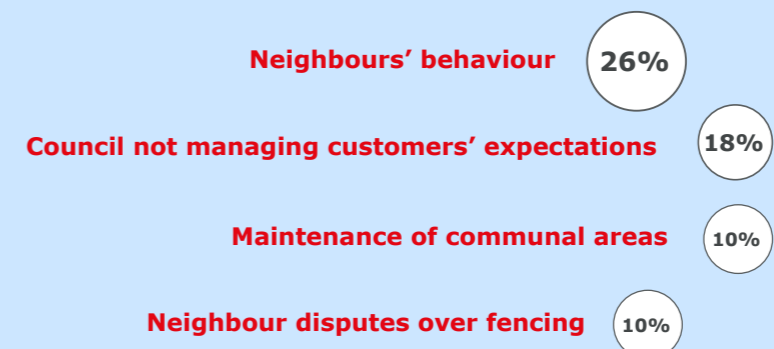 Neighbours’ behaviour 26%
Council not managing customers’ expectations 18%
Maintenance of communal areas 10%
Neighbour disputes over fencing 10%